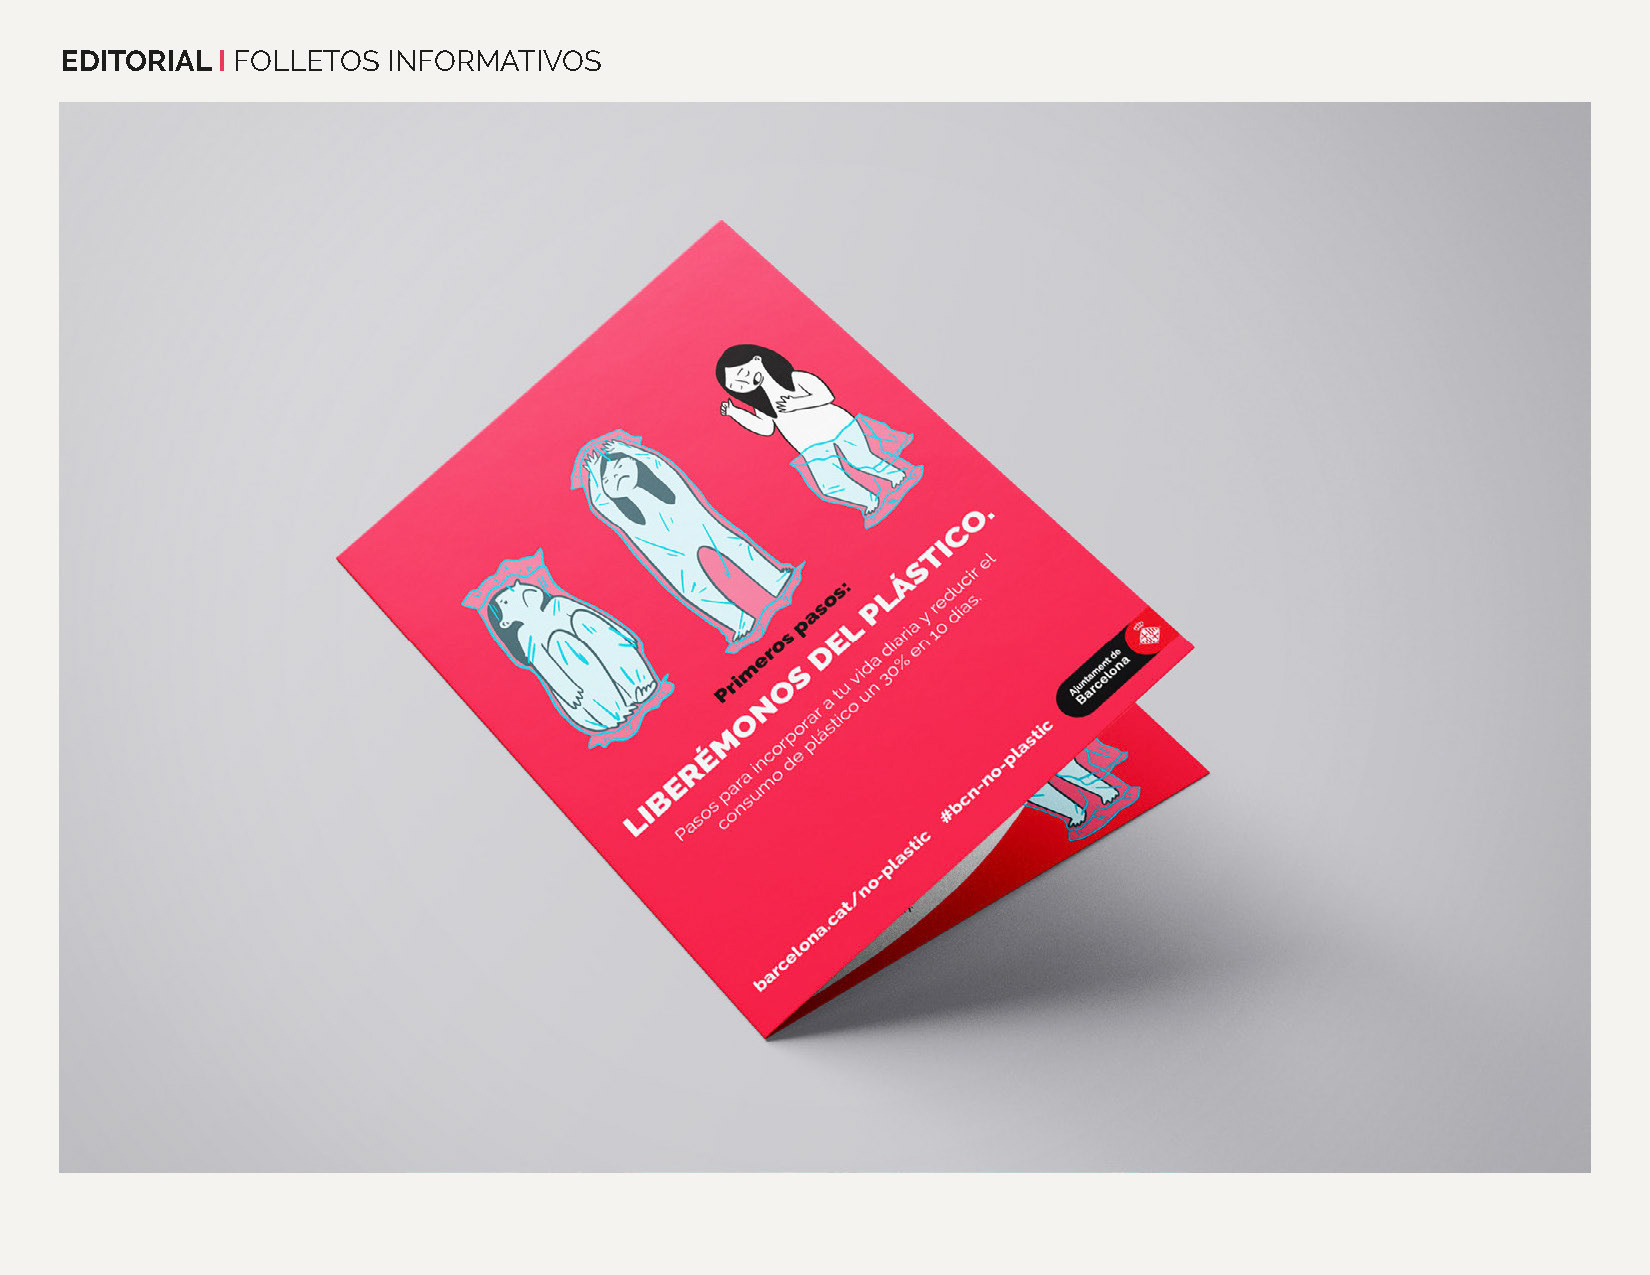 EDITORIAL | FOLLETOS INFORMATIVOS
Primeros pasos:
LIBERÉMONOS DEL PLÁSTICO.
Pasos para incorporar a tu vida diaria y reducir el
consumo de plástico un 30% en 10 días.
barcelona.cat/no-plastic #bcn-no-plastic
Ajuntament de
Barcelona